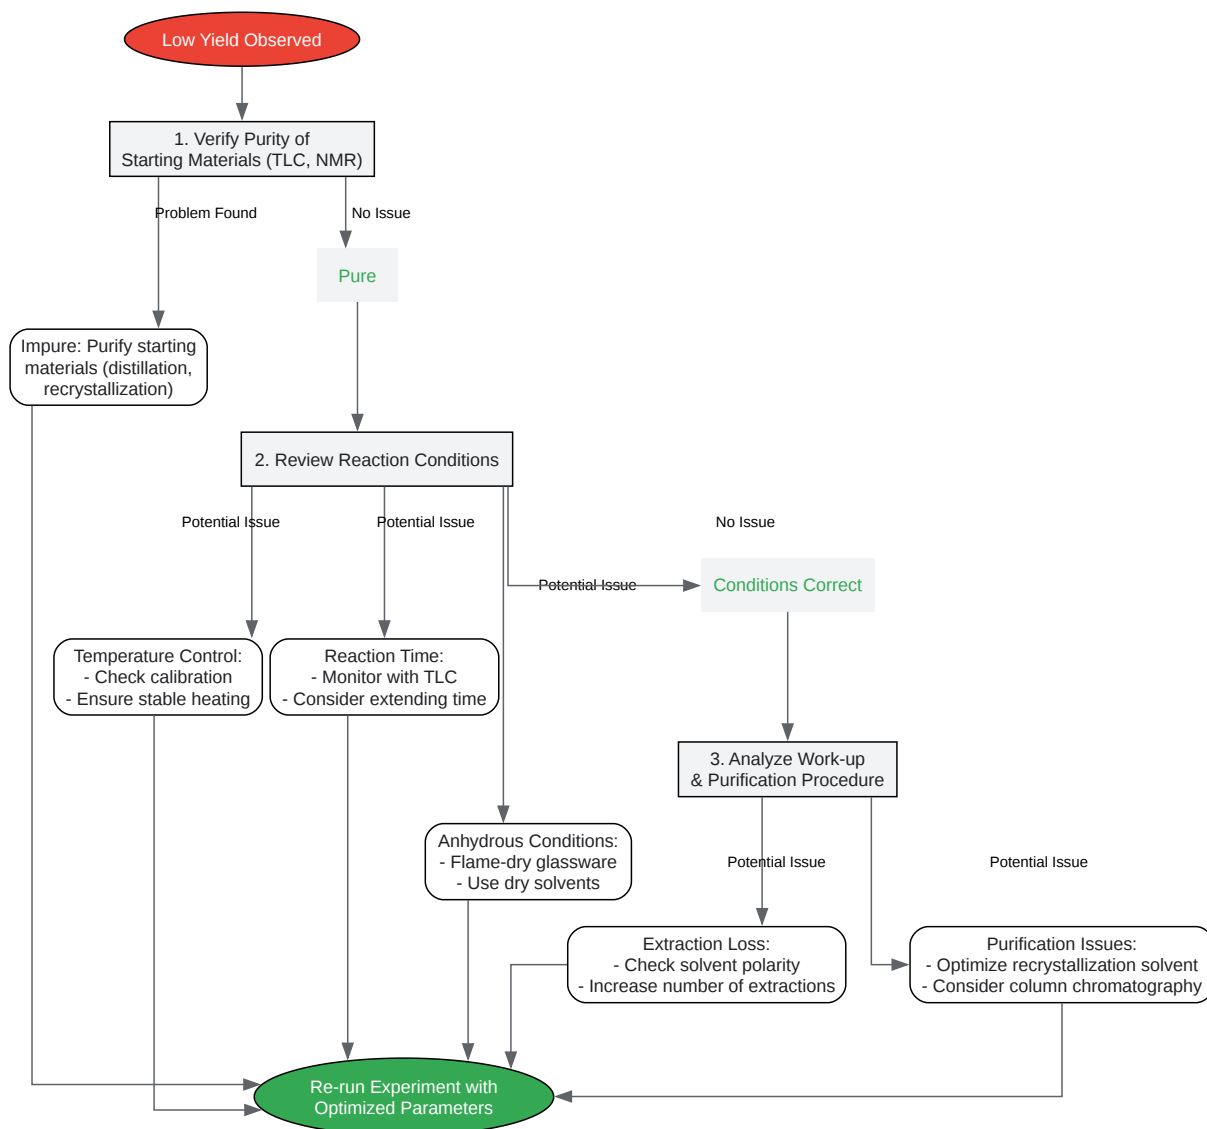 Low Yield Observed
1. Verify Purity of
Starting Materials (TLC, NMR)
Problem Found
No Issue
Pure
Impure: Purify starting
materials (distillation,
recrystallization)
2. Review Reaction Conditions
Potential Issue
Potential Issue
No Issue
Potential Issue
Conditions Correct
Temperature Control:
- Check calibration
- Ensure stable heating
Reaction Time:
- Monitor with TLC
- Consider extending time
3. Analyze Work-up
& Purification Procedure
Anhydrous Conditions:
- Flame-dry glassware
- Use dry solvents
Potential Issue
Potential Issue
Extraction Loss:
- Check solvent polarity
- Increase number of extractions
Purification Issues:
- Optimize recrystallization solvent
- Consider column chromatography
Re-run Experiment with
Optimized Parameters